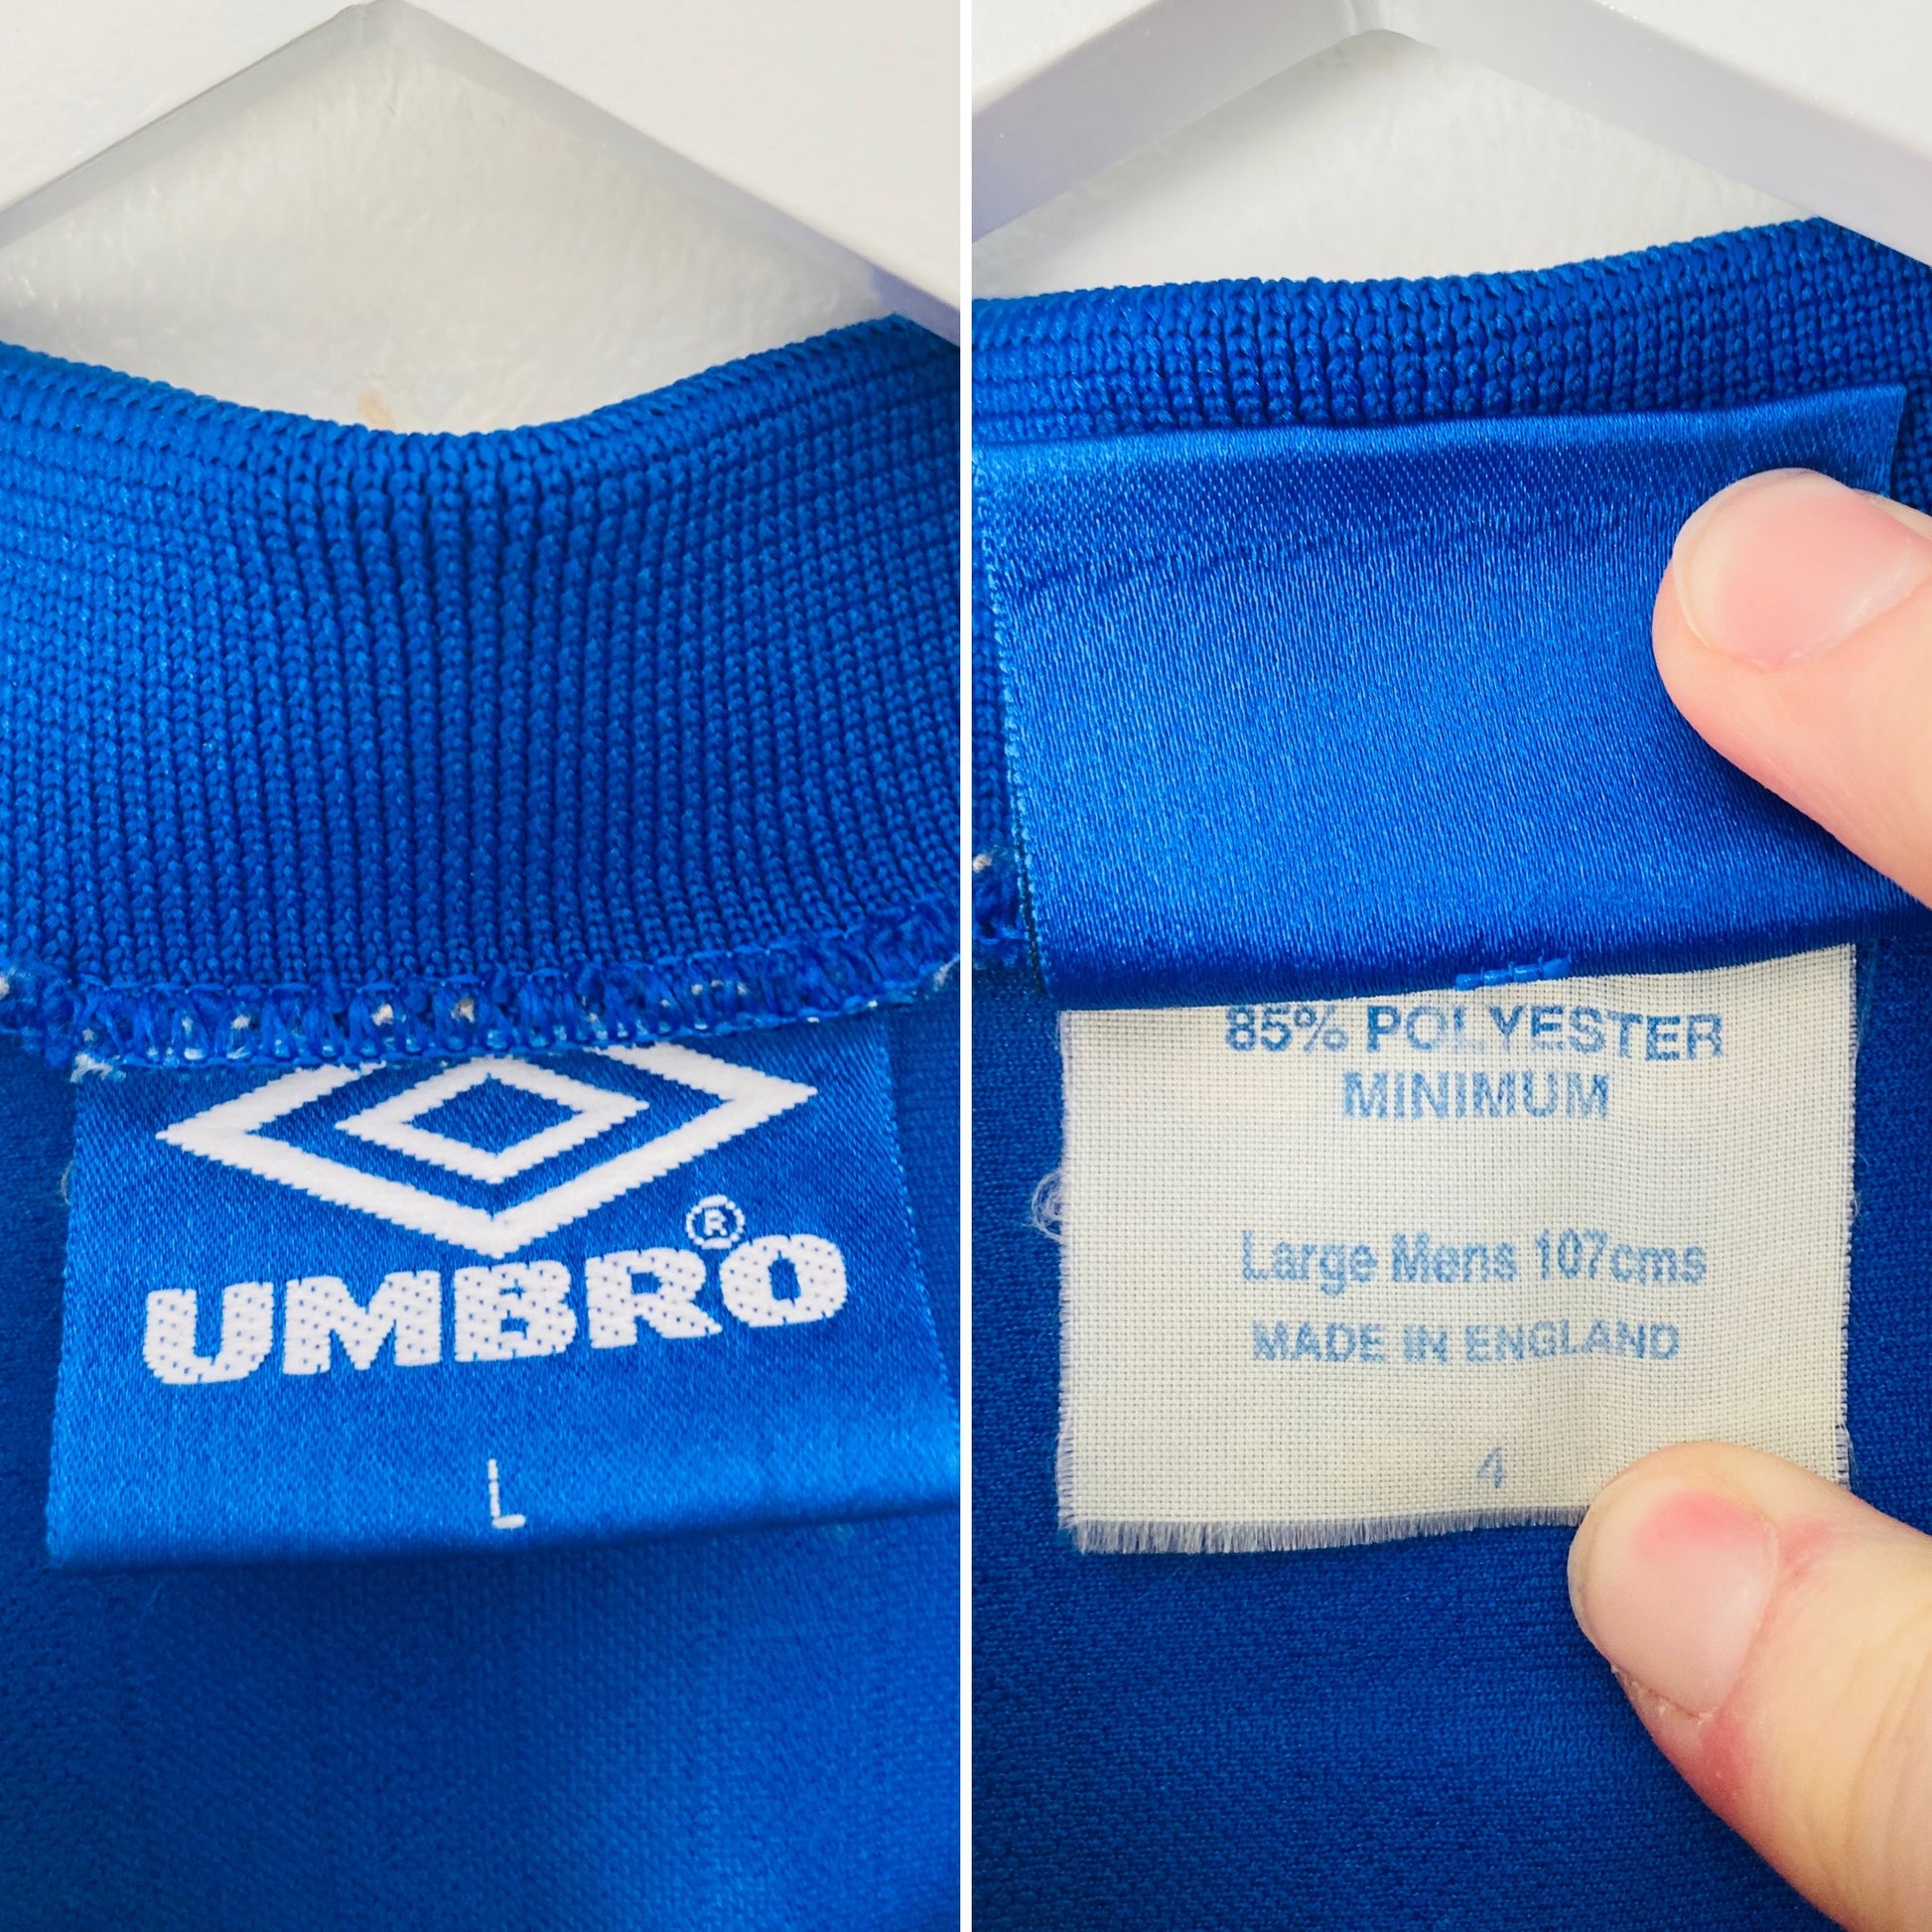 UMBRO®
L
85% POLYESTER
MINIMUM
Large Mens 107cms
MADE IN ENGLAND
4